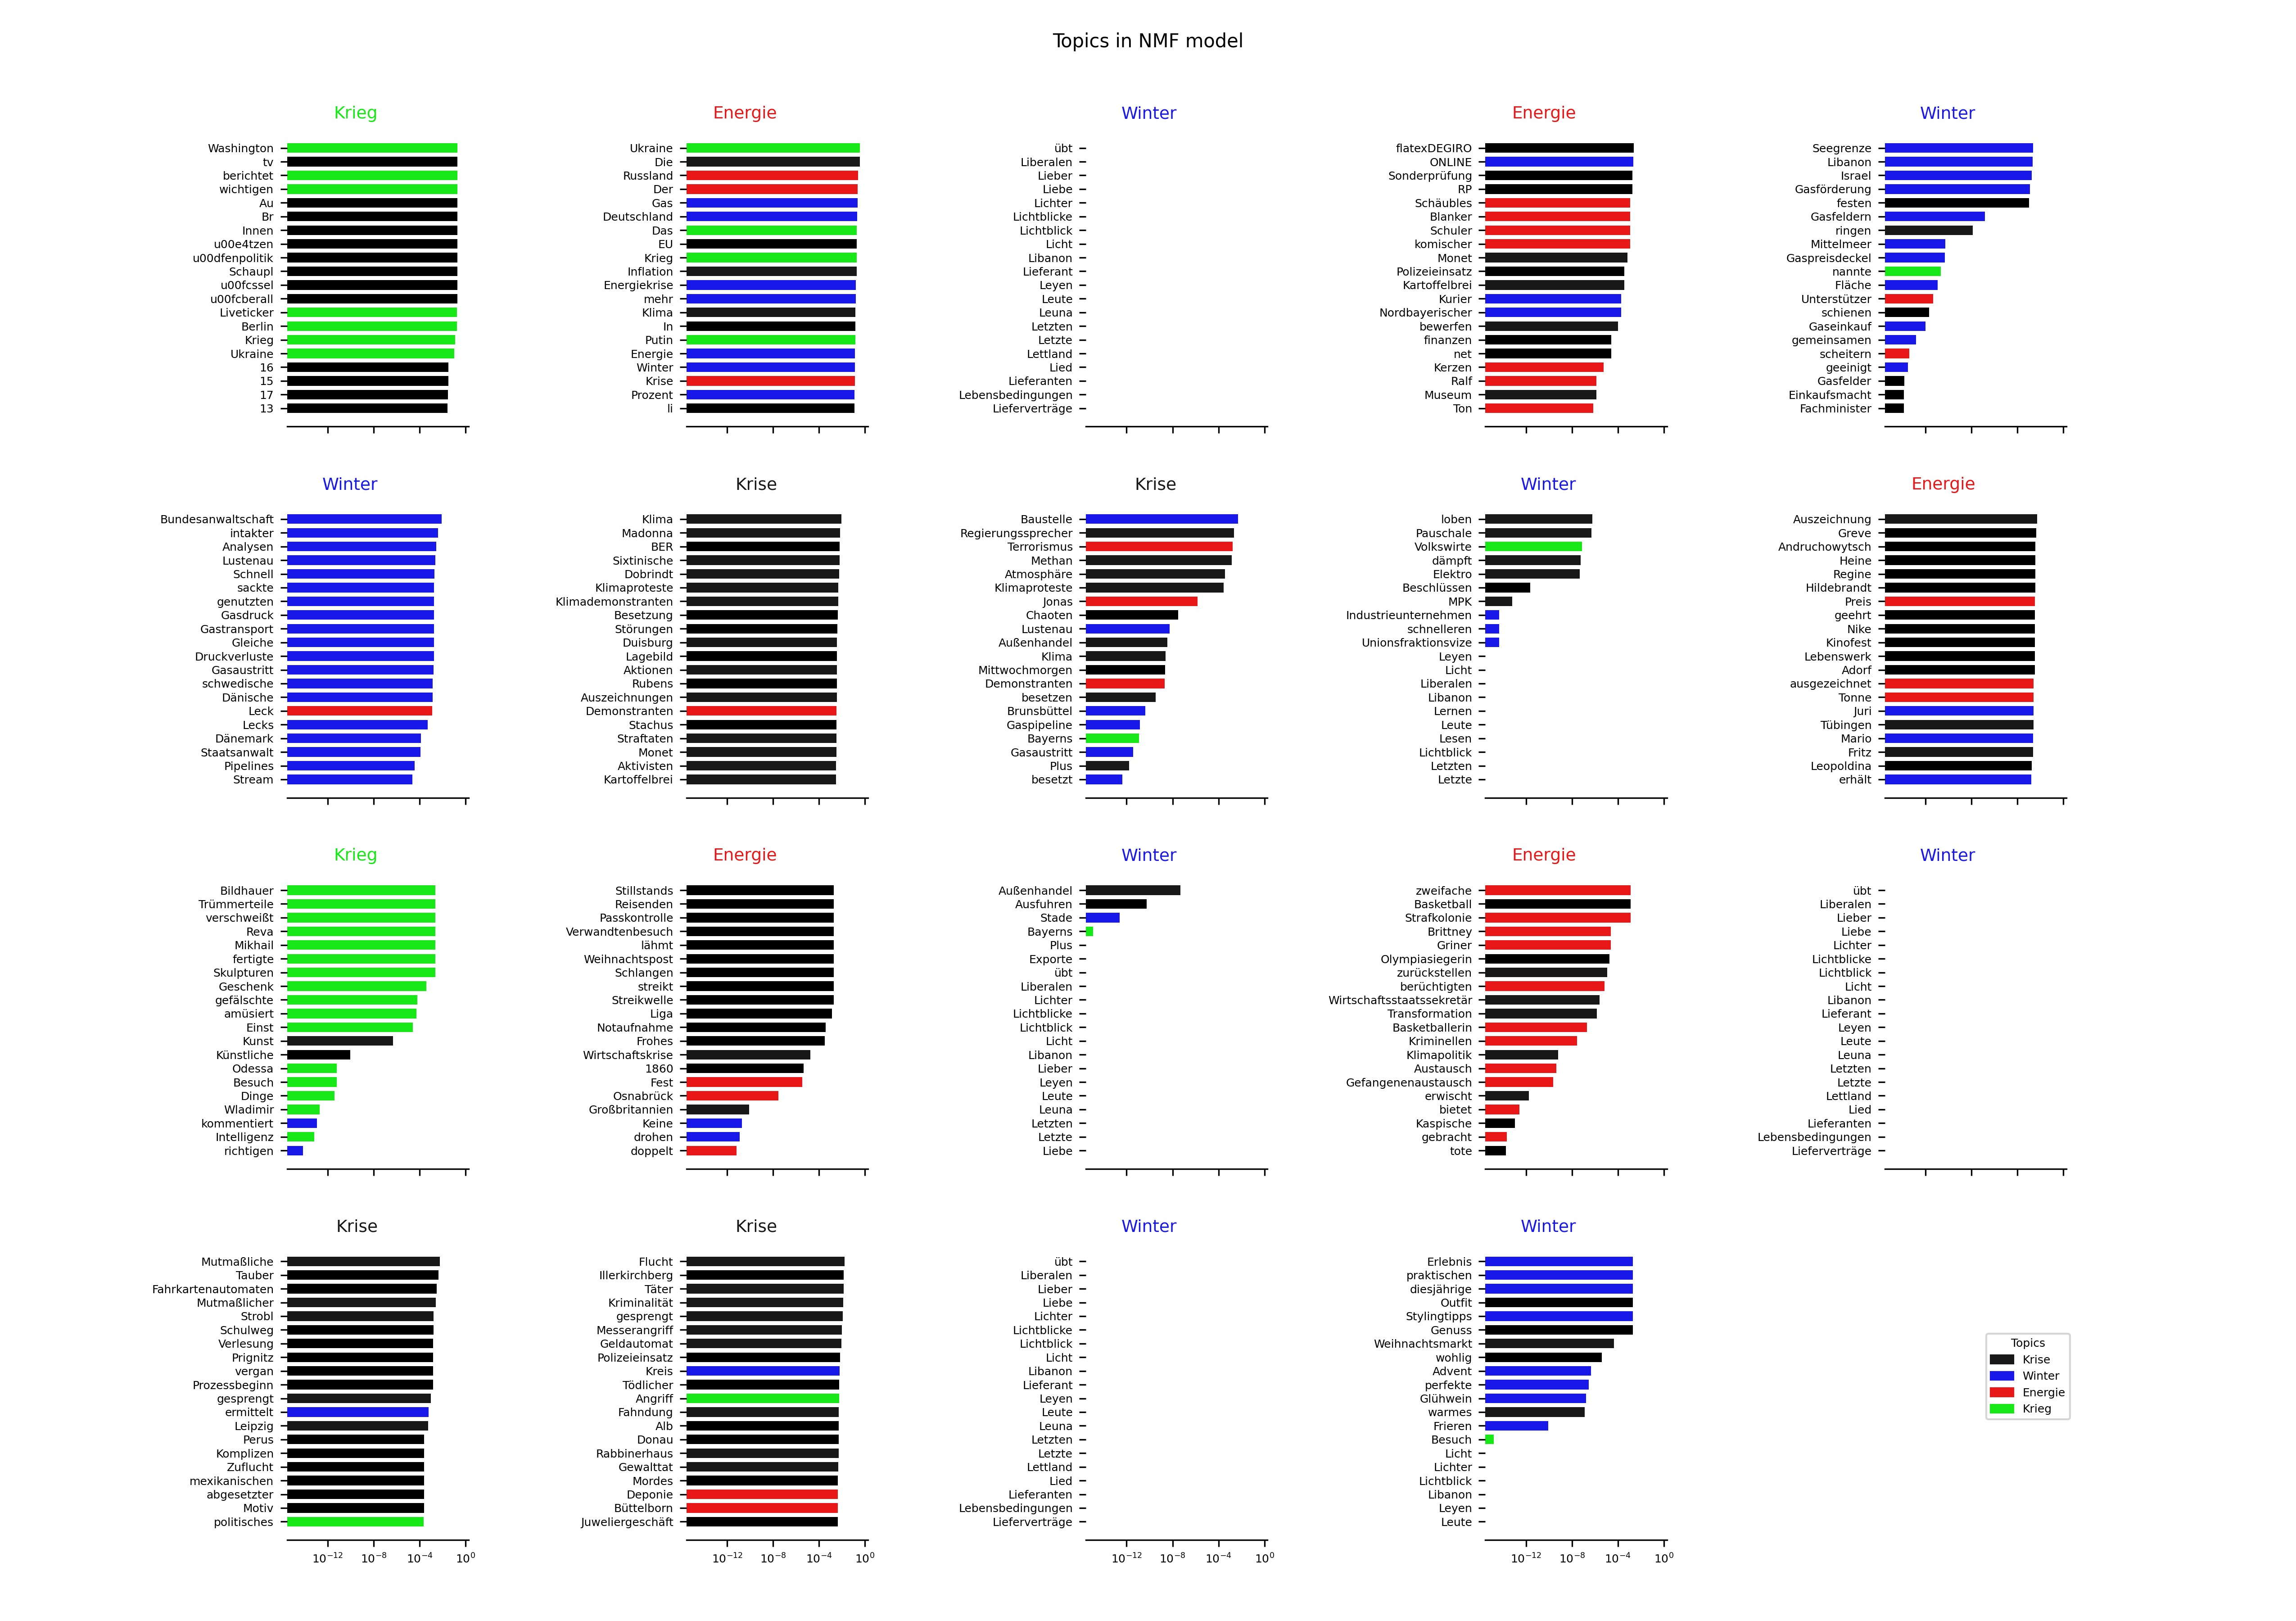 Topics in NMF model
Krieg
Washington
tv
berichtet
wichtigen
Au
Br
Innen
u00e4tzen
u00dfenpolitik
Schaupl
u00fcssel
u00fcberall
Liveticker
Berlin
Krieg
Ukraine
16
15
17
13
Energie
Ukraine
Die
Russland
Der
Gas
Deutschland
Das
EU
Krieg
Inflation
Energiekrise
mehr
Klima
In
Putin
Energie
Winter
Krise
Prozent
li
Winter
übt
Liberalen
Lieber
Liebe
Lichter
Lichtblicke
Lichtblick
Licht
Libanon
Lieferant
Leyen
Leute
Leuna
Letzten
Letzte
Lettland
Lied
Lieferanten
Lebensbedingungen
Lieferverträge
Energie
flatexDEGIRO
ONLINE
Sonderprüfung
RP
Schäubles
Blanker
Schuler
komischer
Monet
Polizeieinsatz
Kartoffelbrei
Kurier
Nordbayerischer
bewerfen
finanzen
net
Kerzen
Ralf
Museum
Ton
Winter
Seegrenze
Libanon
Israel
Gasförderung
festen
Gasfeldern
ringen
Mittelmeer
Gaspreisdeckel
nannte
Fläche
Unterstützer
schienen
Gaseinkauf
gemeinsamen
scheitern
geeinigt
Gasfelder
Einkaufsmacht
Fachminister
Winter
Bundesanwaltschaft
intakter
Analysen
Lustenau
Schnell
sackte
genutzten
Gasdruck
Gastransport
Gleiche
Druckverluste
Gasaustritt
schwedische
Dänische
Leck
Lecks
Dänemark
Staatsanwalt
Pipelines
Stream
Krise
Klima
Madonna
BER
Sixtinische
Dobrindt
Klimaproteste
Klimademonstranten
Besetzung
Störungen
Duisburg
Lagebild
Aktionen
Rubens
Auszeichnungen
Demonstranten
Stachus
Straftaten
Monet
Aktivisten
Kartoffelbrei
Krise
Baustelle
Regierungssprecher
Terrorismus
Methan
Atmosphäre
Klimaproteste
Jonas
Chaoten
Lustenau
Außenhandel
Klima
Mittwochmorgen
Demonstranten
besetzen
Brunsbüttel
Gaspipeline
Bayerns
Gasaustritt
Plus
besetzt
Winter
loben
Pauschale
Volkswirte
dämpft
Elektro
Beschlüssen
MPK
Industrieunternehmen
schnelleren
Unionsfraktionsvize
Leyen
Licht
Liberalen
Libanon
Lernen
Leute
Lesen
Lichtblick
Letzten
Letzte
Energie
Auszeichnung
Greve
Andruchowytsch
Heine
Regine
Hildebrandt
Preis
geehrt
Nike
Kinofest
Lebenswerk
Adorf
ausgezeichnet
Tonne
Juri
Tübingen
Mario
Fritz
Leopoldina
erhält
Krieg
Bildhauer
Trümmerteile
verschweißt
Reva
Mikhail
fertigte
Skulpturen
Geschenk
gefälschte
amüsiert
Einst
Kunst
Künstliche
Odessa
Besuch
Dinge
Wladimir
kommentiert
Intelligenz
richtigen
Energie
Stillstands
Reisenden
Passkontrolle
Verwandtenbesuch
lähmt
Weihnachtspost
Schlangen
streikt
Streikwelle
Liga
Notaufnahme
Frohes
Wirtschaftskrise
1860
Fest
Osnabrück
Großbritannien
Keine
drohen
doppelt
Winter
Außenhandel
Ausfuhren
Stade
Bayerns
Plus
Exporte
übt
Liberalen
Lichter
Lichtblicke
Lichtblick
Licht
Libanon
Lieber
Leyen
Leute
Leuna
Letzten
Letzte
Liebe
Energie
zweifache
Basketball
Strafkolonie
Brittney
Griner
Olympiasiegerin
zurückstellen
berüchtigten
Wirtschaftsstaatssekretär
Transformation
Basketballerin
Kriminellen
Klimapolitik
Austausch
Gefangenenaustausch
erwischt
bietet
Kaspische
gebracht
tote
Winter
übt
Liberalen
Lieber
Liebe
Lichter
Lichtblicke
Lichtblick
Licht
Libanon
Lieferant
Leyen
Leute
Leuna
Letzten
Letzte
Lettland
Lied
Lieferanten
Lebensbedingungen
Lieferverträge
Krise
Mutmaßliche
Tauber
Fahrkartenautomaten
Mutmaßlicher
Strobl
Schulweg
Verlesung
Prignitz
vergan
Prozessbeginn
gesprengt
ermittelt
Leipzig
Perus
Komplizen
Zuflucht
mexikanischen
abgesetzter
Motiv
politisches
10⁻¹² 10⁻⁸ 10⁻⁴ 10⁰
Krise
Flucht
Illerkirchberg
Täter
Kriminalität
gesprengt
Messerangriff
Geldautomat
Polizeieinsatz
Kreis
Tödlicher
Angriff
Fahndung
Alb
Donau
Rabbinerhaus
Gewalttat
Mordes
Deponie
Büttelborn
Juweliergeschäft
10⁻¹² 10⁻⁸ 10⁻⁴ 10⁰
Winter
übt
Liberalen
Lieber
Liebe
Lichter
Lichtblicke
Lichtblick
Licht
Libanon
Lieferant
Leyen
Leute
Leuna
Letzten
Letzte
Lettland
Lied
Lieferanten
Lebensbedingungen
Lieferverträge
10⁻¹² 10⁻⁸ 10⁻⁴ 10⁰
Winter
Erlebnis
praktischen
diesjährige
Outfit
Stylingtipps
Genuss
Weihnachtsmarkt
wohlig
Advent
perfekte
Glühwein
warmes
Frieren
Besuch
Licht
Lichter
Lichtblick
Libanon
Leyen
Leute
10⁻¹² 10⁻⁸ 10⁻⁴ 10⁰
Topics
Krise
Winter
Energie
Krieg